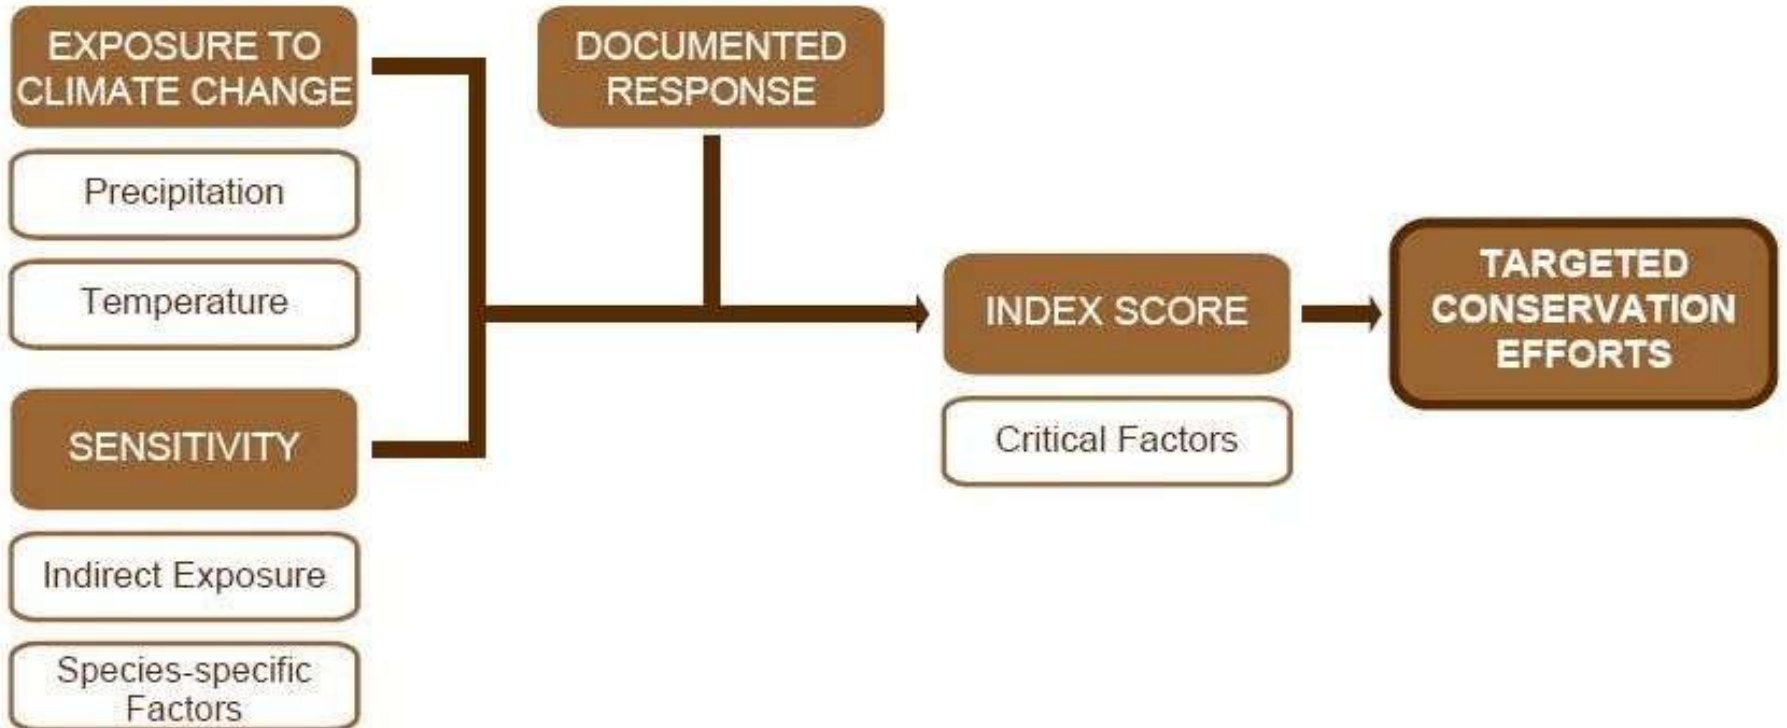 EXPOSURE TO
CLIMATE CHANGE
Precipitation
Temperature
SENSITIVITY
Indirect Exposure
Species-specific
Factors
DOCUMENTED
RESPONSE
INDEX SCORE
Critical Factors
TARGETED
CONSERVATION
EFFORTS